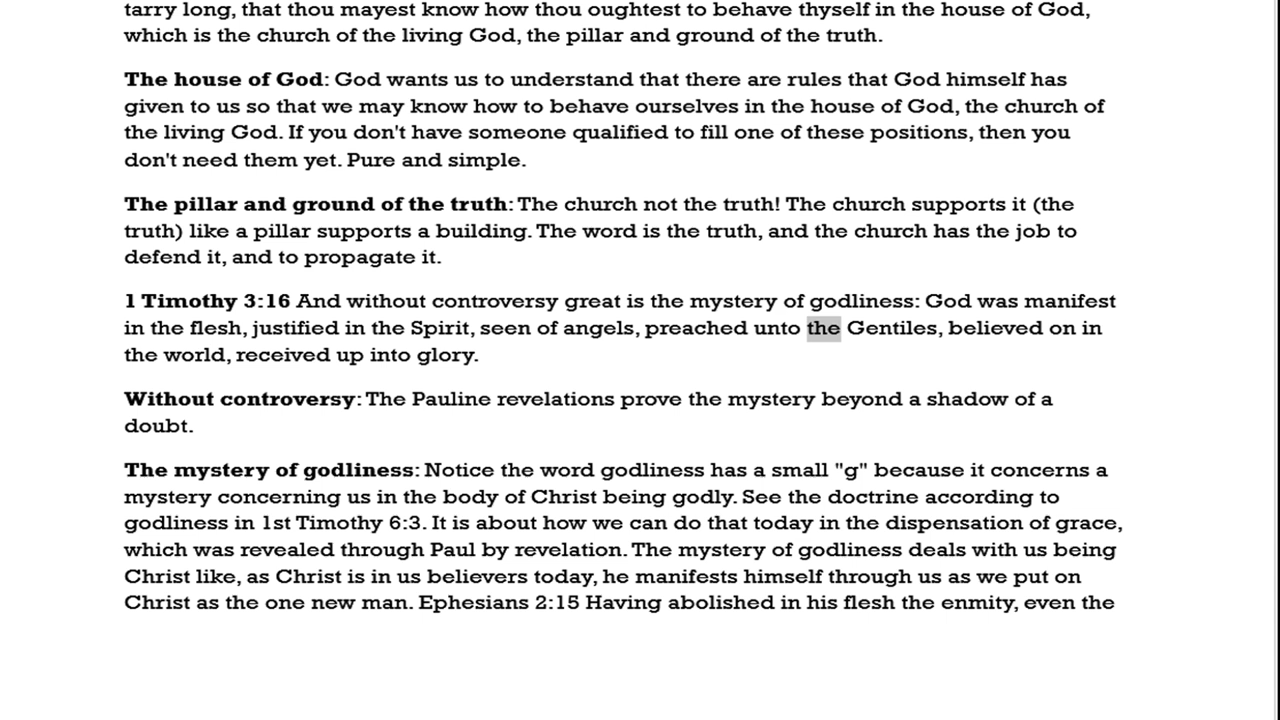 tarry long, that thou mayest know how thou oughtest to behave thyself in the house of God,
which is the church of the living God, the pillar and ground of the truth.
The house of God: God wants us to understand that there are rules that God himself has
given to us so that we may know how to behave ourselves in the house of God, the church of
the living God. If you don't have someone qualified to fill one of these positions, then you
don't need them yet. Pure and simple.
The pillar and ground of the truth: The church not the truth! The church supports it (the
truth) like a pillar supports a building. The word is the truth, and the church has the job to
defend it, and to propagate it.
1 Timothy 3:16 And without controversy great is the mystery of godliness: God was manifest
in the flesh, justified in the Spirit, seen of angels, preached unto the Gentiles, believed on in
the world, received up into glory.
Without controversy: The Pauline revelations prove the mystery beyond a shadow of a
doubt.
The mystery of godliness: Notice the word godliness has a small "g" because it concerns a
mystery concerning us in the body of Christ being godly. See the doctrine according to
godliness in 1st Timothy 6:3. It is about how we can do that today in the dispensation of grace,
which was revealed through Paul by revelation. The mystery of godliness deals with us being
Christ like, as Christ is in us believers today, he manifests himself through us as we put on
Christ as the one new man. Ephesians 2:15 Having abolished in his flesh the enmity, even the